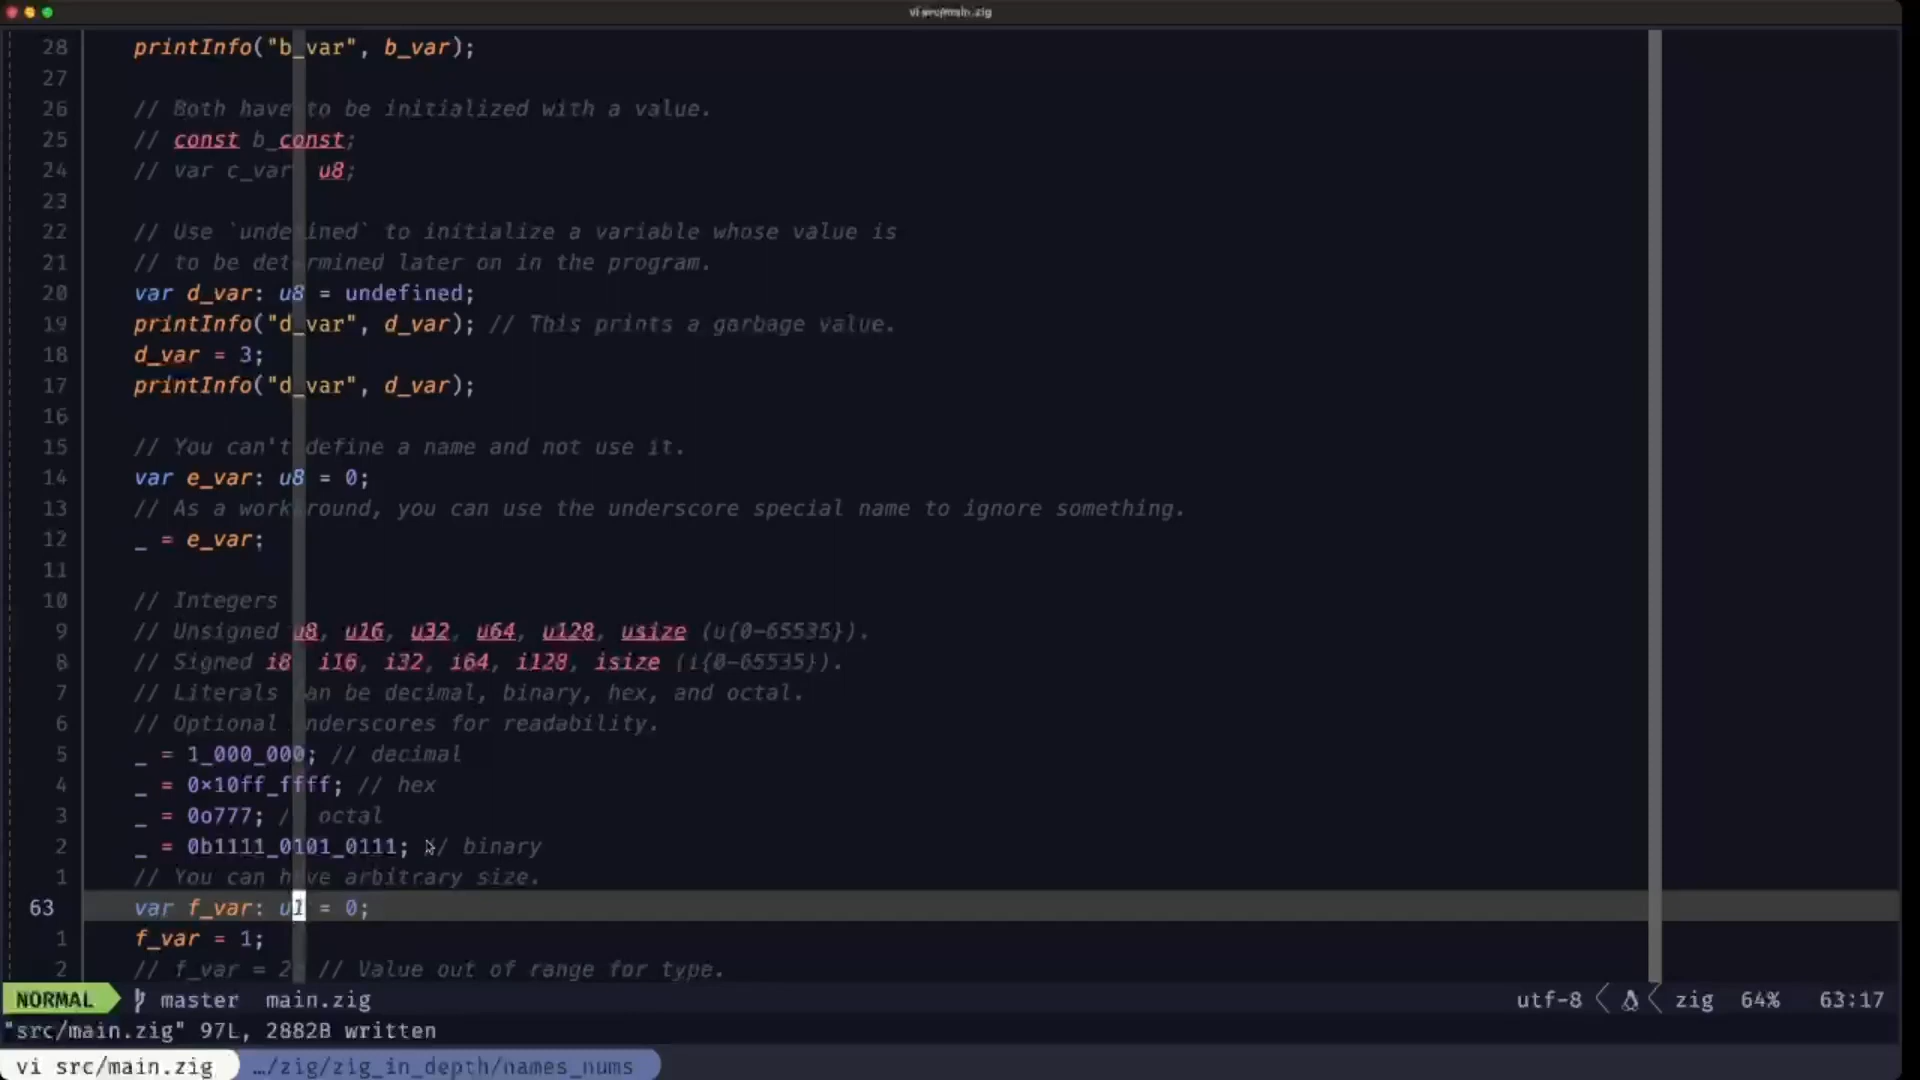 vi src/main.zig
28 printInfo("b_var", b_var);
27
26 // Both have to be initialized with a value.
25 // const b_const;
24 // var c_var u8;
23
22 // Use `undefined` to initialize a variable whose value is
21 // to be determined later on in the program.
20 var d_var: u8 = undefined;
19 printInfo("d_var", d_var); // This prints a garbage value.
18 d_var = 3;
17 printInfo("d_var", d_var);
16
15 // You can't define a name and not use it.
14 var e_var: u8 = 0;
13 // As a workaround, you can use the underscore special name to ignore something.
12 _ = e_var;
11
10 // Integers
9 // Unsigned u8, u16, u32, u64, u128, usize (u{0-65535}).
8 // Signed i8 i16, i32, i64, i128, isize (i{0-65535}).
7 // Literals can be decimal, binary, hex, and octal.
6 // Optional underscores for readability.
5 _ = 1_000_000; // decimal
4 _ = 0×10ff_ffff; // hex
3 _ = 0o777; // octal
2 _ = 0b1111_0101_0111; // binary
1 // You can have arbitrary size.
63 var f_var: u1 = 0;
1 f_var = 1;
2 // f_var = 2 // Value out of range for type.
NORMAL master main.zig utf-8 zig 64% 63:17
"src/main.zig" 97L, 2882B written
vi src/main.zig …/zig/zig_in_depth/names_nums